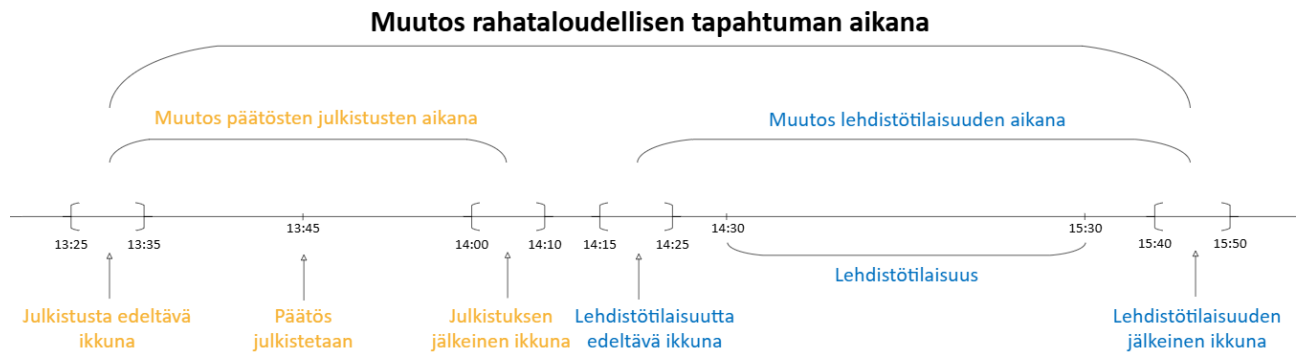 Muutos rahataloudellisen tapahtuman aikana
Muutos päätösten julkistusten aikana
Muutos lehdistötilaisuuden aikana
13:25
13:35
13:45
14:00
14:10
14:15
14:25
14:30
15:30
15:40
15:50
Lehdistötilaisuus
Julkistusta edeltävä
ikkuna
Päätös
julkistetaan
Julkistuksen
jälkeinen ikkuna
Lehdistötilaisuutta
edeltävä ikkuna
Lehdistötilaisuuden
jälkeinen ikkuna